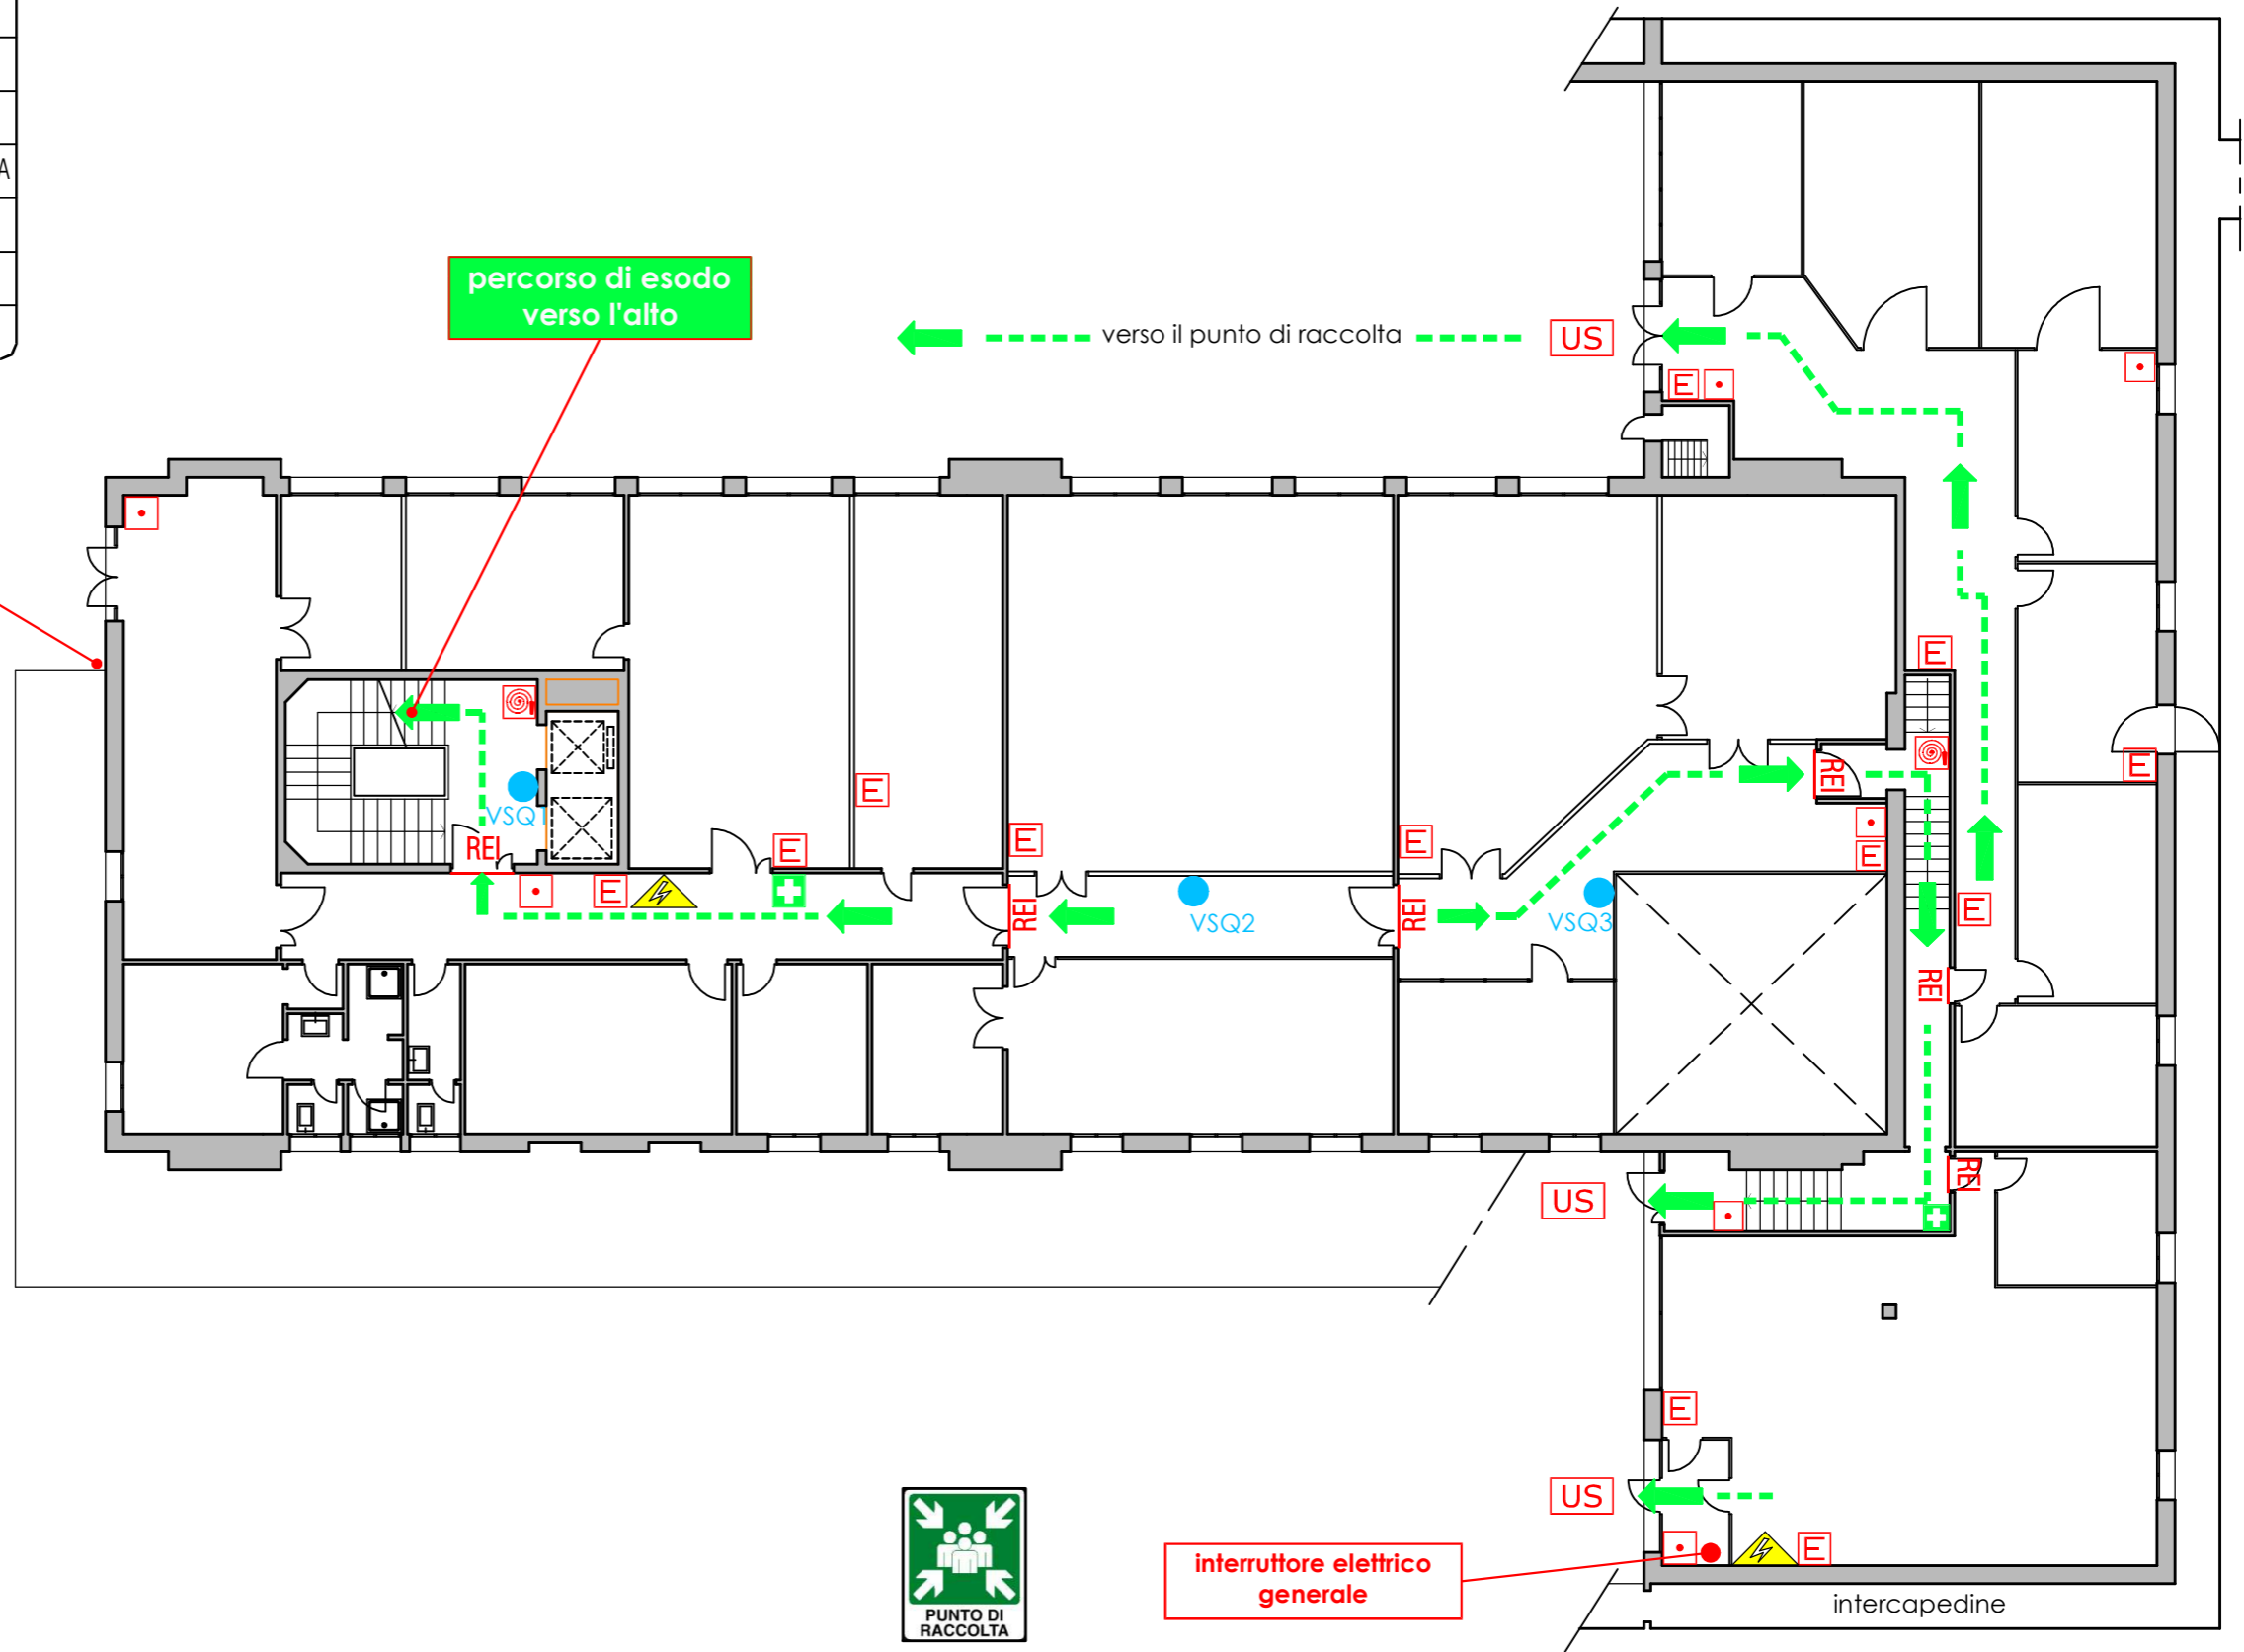 A
percorso di esodo
verso l'alto
verso il punto di raccolta
US
E
E
E
VSQ1
REI
E
E
E
E
REI
E
E
E
REI
VSQ2
REI
VSQ3
E
REI
US
REI
E
US
E
interruttore elettrico
generale
intercapedine
PUNTO DI
RACCOLTA